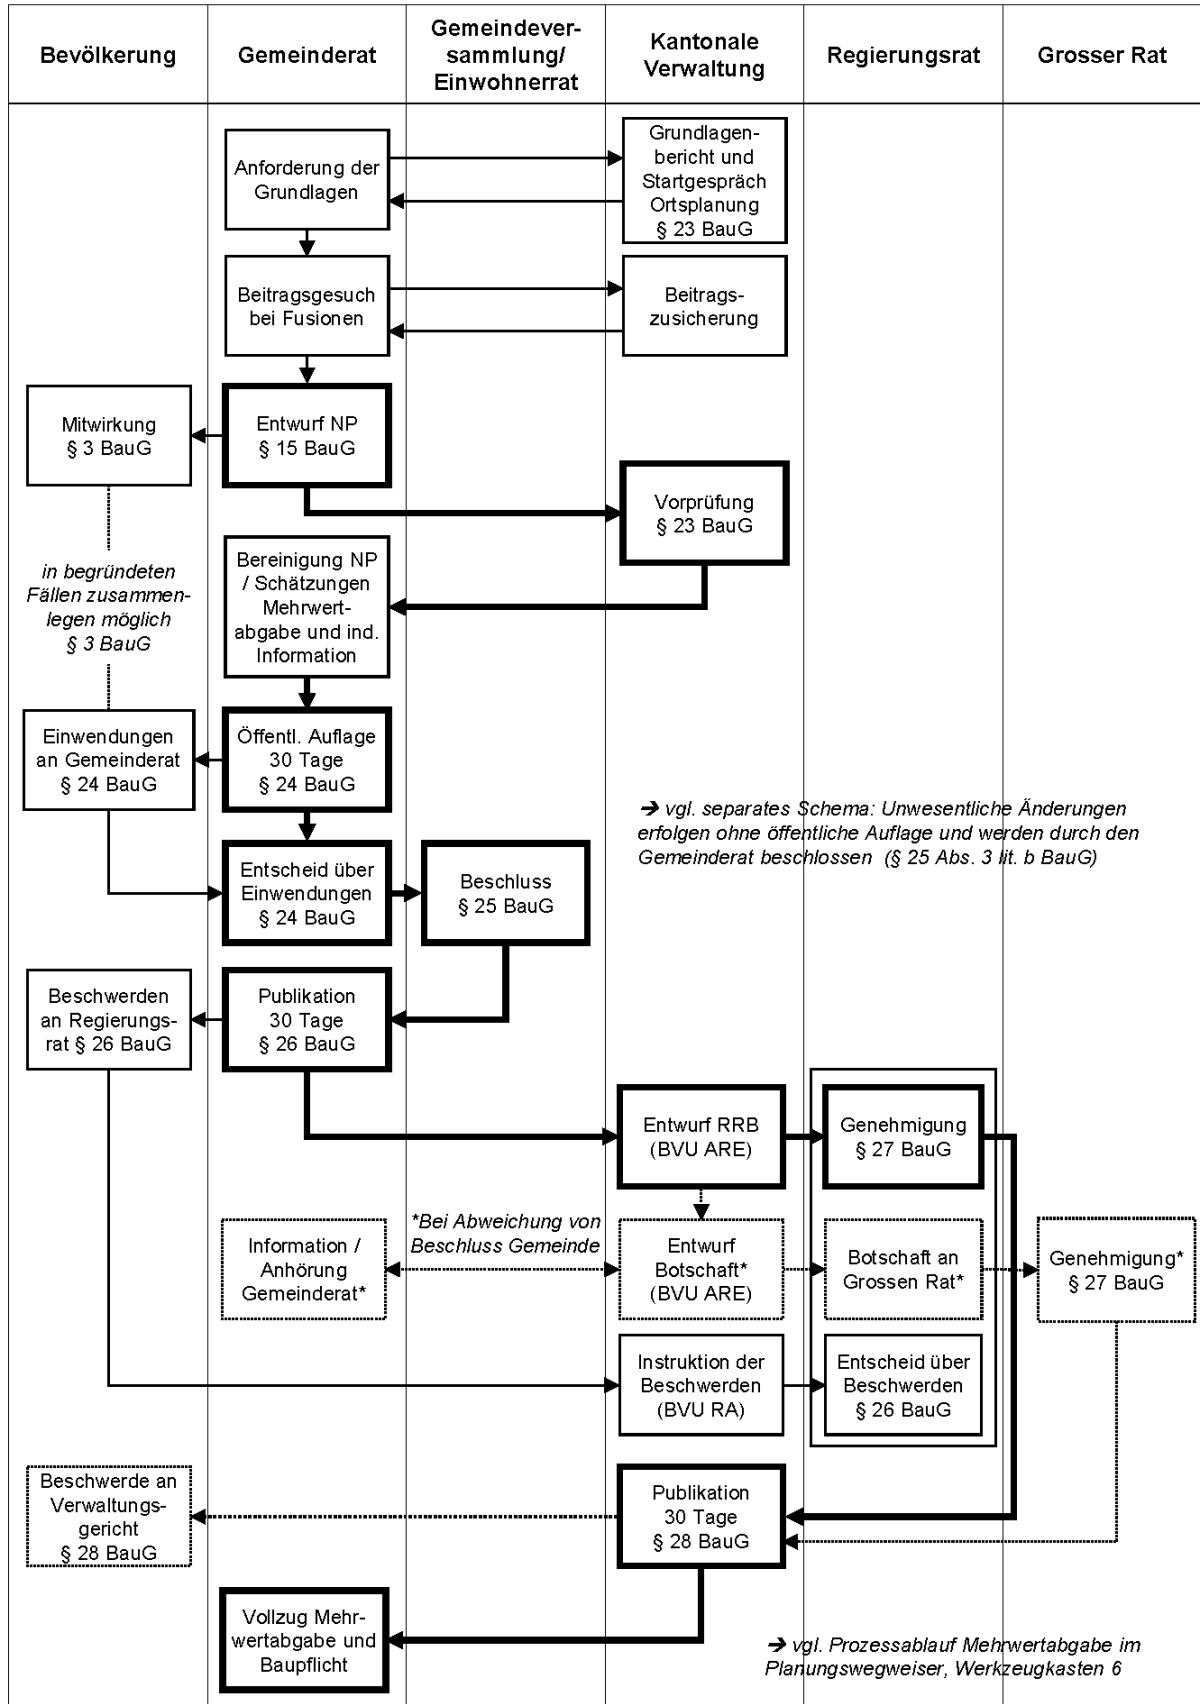 Bevölkerung
Gemeinderat
Gemeindever-
sammlung/
Einwohnerrat
Kantonale
Verwaltung
Regierungsrat
Grosser Rat
Anforderung der
Grundlagen
Grundlagen-
bericht und
Startgespräch
Ortsplanung
§ 23 BauG
Beitragsgesuch
bei Fusionen
Beitrags-
zusicherung
Mitwirkung
§ 3 BauG
Entwurf NP
§ 15 BauG
Vorprüfung
§ 23 BauG
in begründeten
Fällen zusammen-
legen möglich
§ 3 BauG
Bereinigung NP
/ Schätzungen
Mehrwert-
abgabe und ind.
Information
Einwendungen
an Gemeinderat
§ 24 BauG
Öffentl. Auflage
30 Tage
§ 24 BauG
➔ vgl. separates Schema: Unwesentliche Änderungen
erfolgen ohne öffentliche Auflage und werden durch den
Gemeinderat beschlossen (§ 25 Abs. 3 lit. b BauG)
Entscheid über
Einwendungen
§ 24 BauG
Beschluss
§ 25 BauG
Beschwerden
an Regierungs-
rat § 26 BauG
Publikation
30 Tage
§ 26 BauG
Entwurf RRB
(BVU ARE)
Genehmigung
§ 27 BauG
*Bei Abweichung von
Beschluss Gemeinde
Information /
Anhörung
Gemeinderat*
Entwurf
Botschaft*
(BVU ARE)
Botschaft an
Grossen Rat*
Genehmigung*
§ 27 BauG
Instruktion der
Beschwerden
(BVU RA)
Entscheid über
Beschwerden
§ 26 BauG
Beschwerde an
Verwaltungs-
gericht
§ 28 BauG
Publikation
30 Tage
§ 28 BauG
Vollzug Mehr-
wertabgabe und
Baupflicht
➔ vgl. Prozessablauf Mehrwertabgabe im
Planungswegweiser, Werkzeugkasten 6